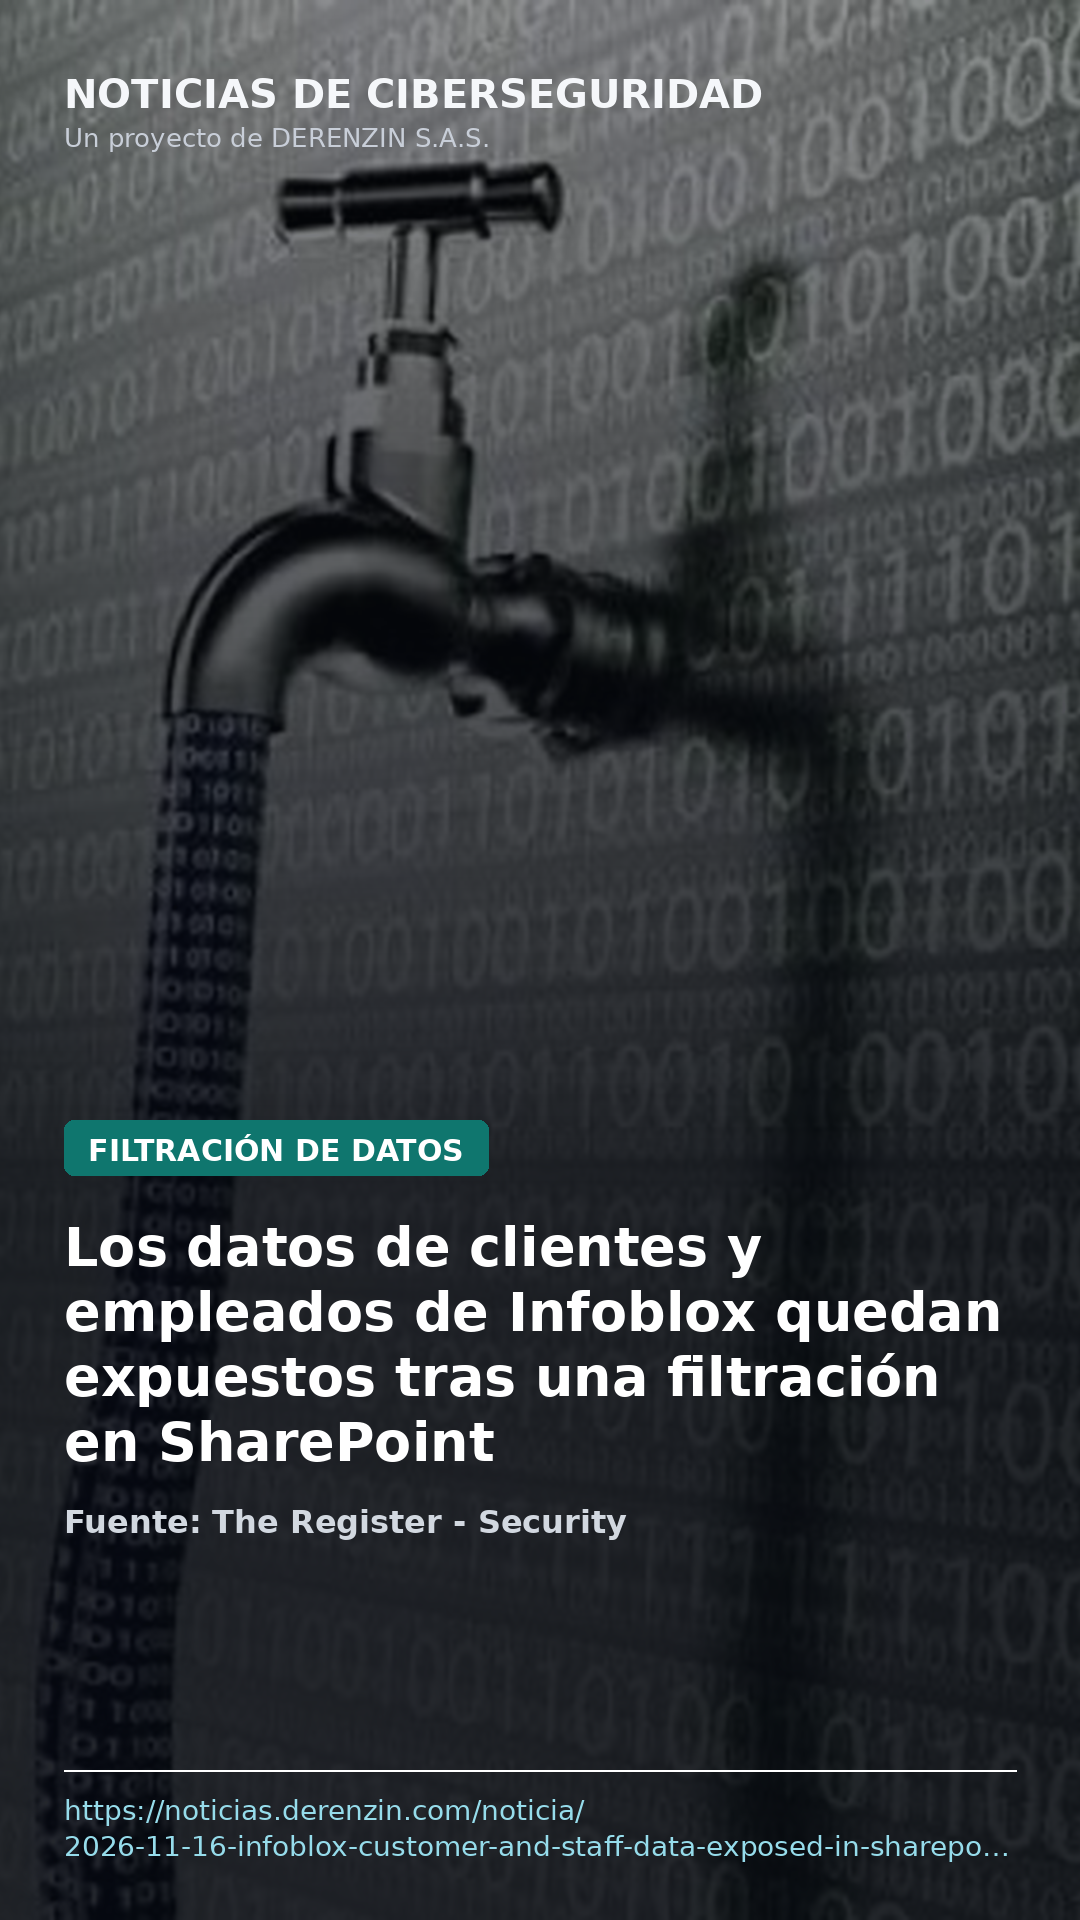 NOTICIAS DE CIBERSEGURIDAD
Un proyecto de DERENZIN S.A.S.
FILTRACIÓN DE DATOS
Los datos de clientes y
empleados de Infoblox quedan
expuestos tras una filtración
en SharePoint
Fuente: The Register - Security
https://noticias.derenzin.com/noticia/
2026-11-16-infoblox-customer-and-staff-data-exposed-in-sharepo...